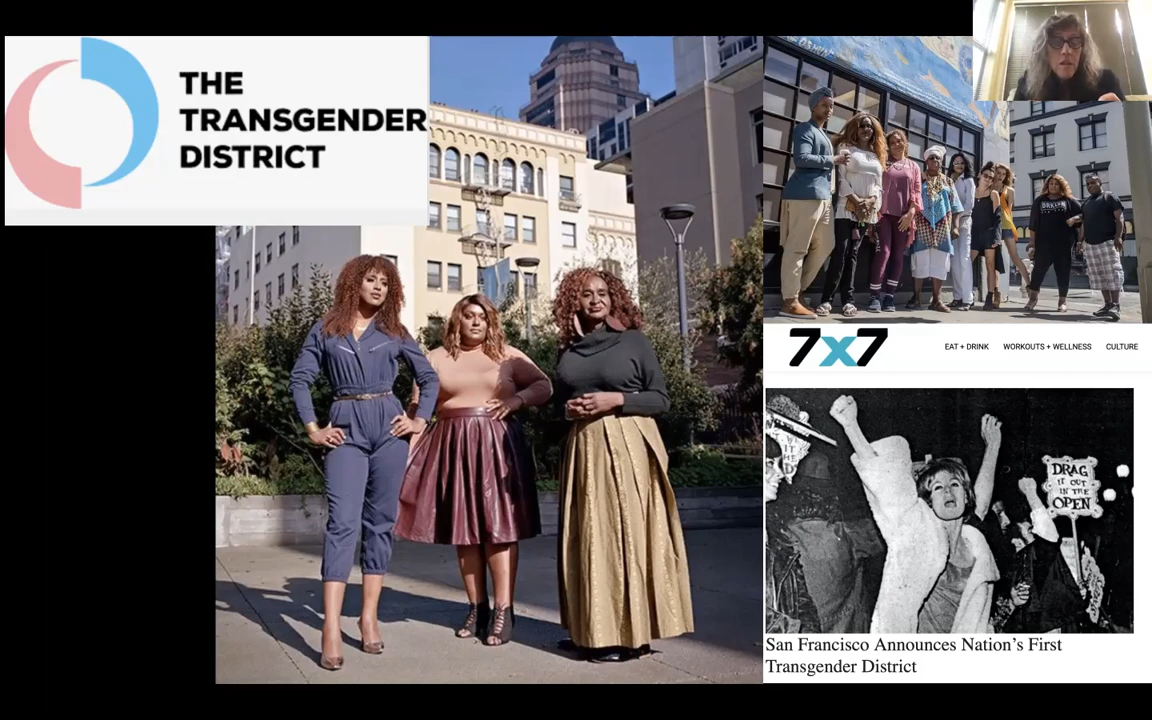 THE
TRANSGENDER
DISTRICT
7x7
EAT + DRINK WORKOUTS + WELLNESS CULTURE
DRAG
IT OUT
IN THE
OPEN
San Francisco Announces Nation's First
Transgender District